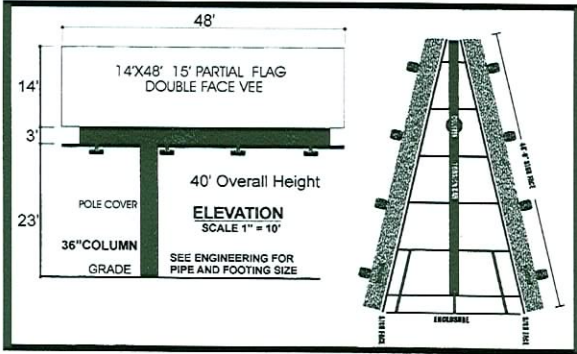 48'
14'X48' 15' PARTIAL FLAG
DOUBLE FACE VEE
14'
3'
40' Overall Height
POLE COVER
ELEVATION
SCALE 1" = 10'
23'
36"COLUMN
GRADE
SEE ENGINEERING FOR
PIPE AND FOOTING SIZE
ENCLOSURE